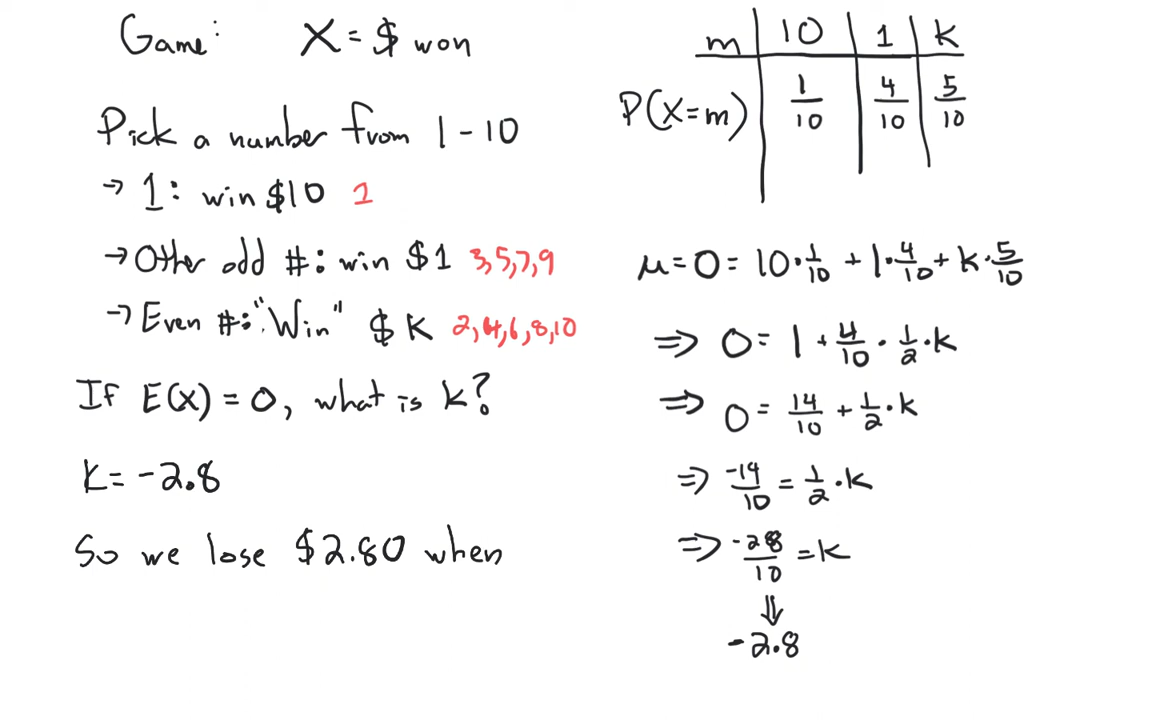 Game: X = $ won
Pick a number from 1 - 10
→ 1: win $10 1
→ Other odd #: win $1 3,5,7,9
→ Even #: "Win" $ K 2,4,6,8,10
If E(X) = 0, what is k?
k = -2.8
So we lose $2.80 when
m | 10 | 1 | k
P(X=m) | 1/10 | 4/10 | 5/10
μ = 0 = 10·1/10 + 1·4/10 + k·5/10
⇒ 0 = 1 + 4/10 · 1/2 · k
⇒ 0 = 14/10 + 1/2 · k
⇒ -14/10 = 1/2 · k
⇒ -28/10 = k
⇓
-2.8